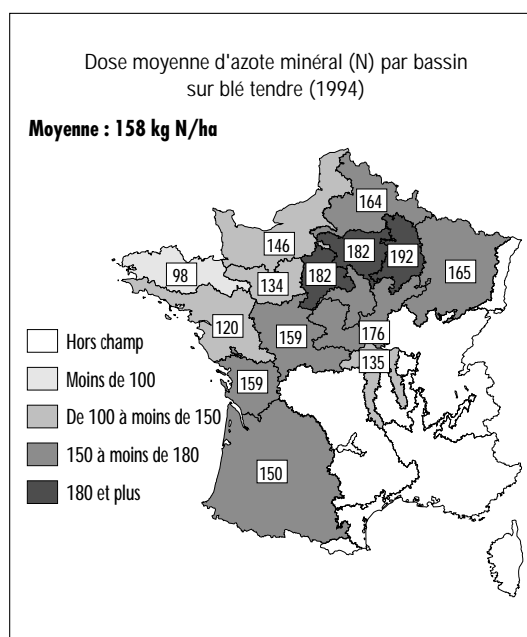 Dose moyenne d'azote minéral (N) par bassin
sur blé tendre (1994)
Moyenne : 158 kg N/ha
164
146
182
192
98
134
182
165
120
159
176
135
159
150
Hors champ
Moins de 100
De 100 à moins de 150
150 à moins de 180
180 et plus